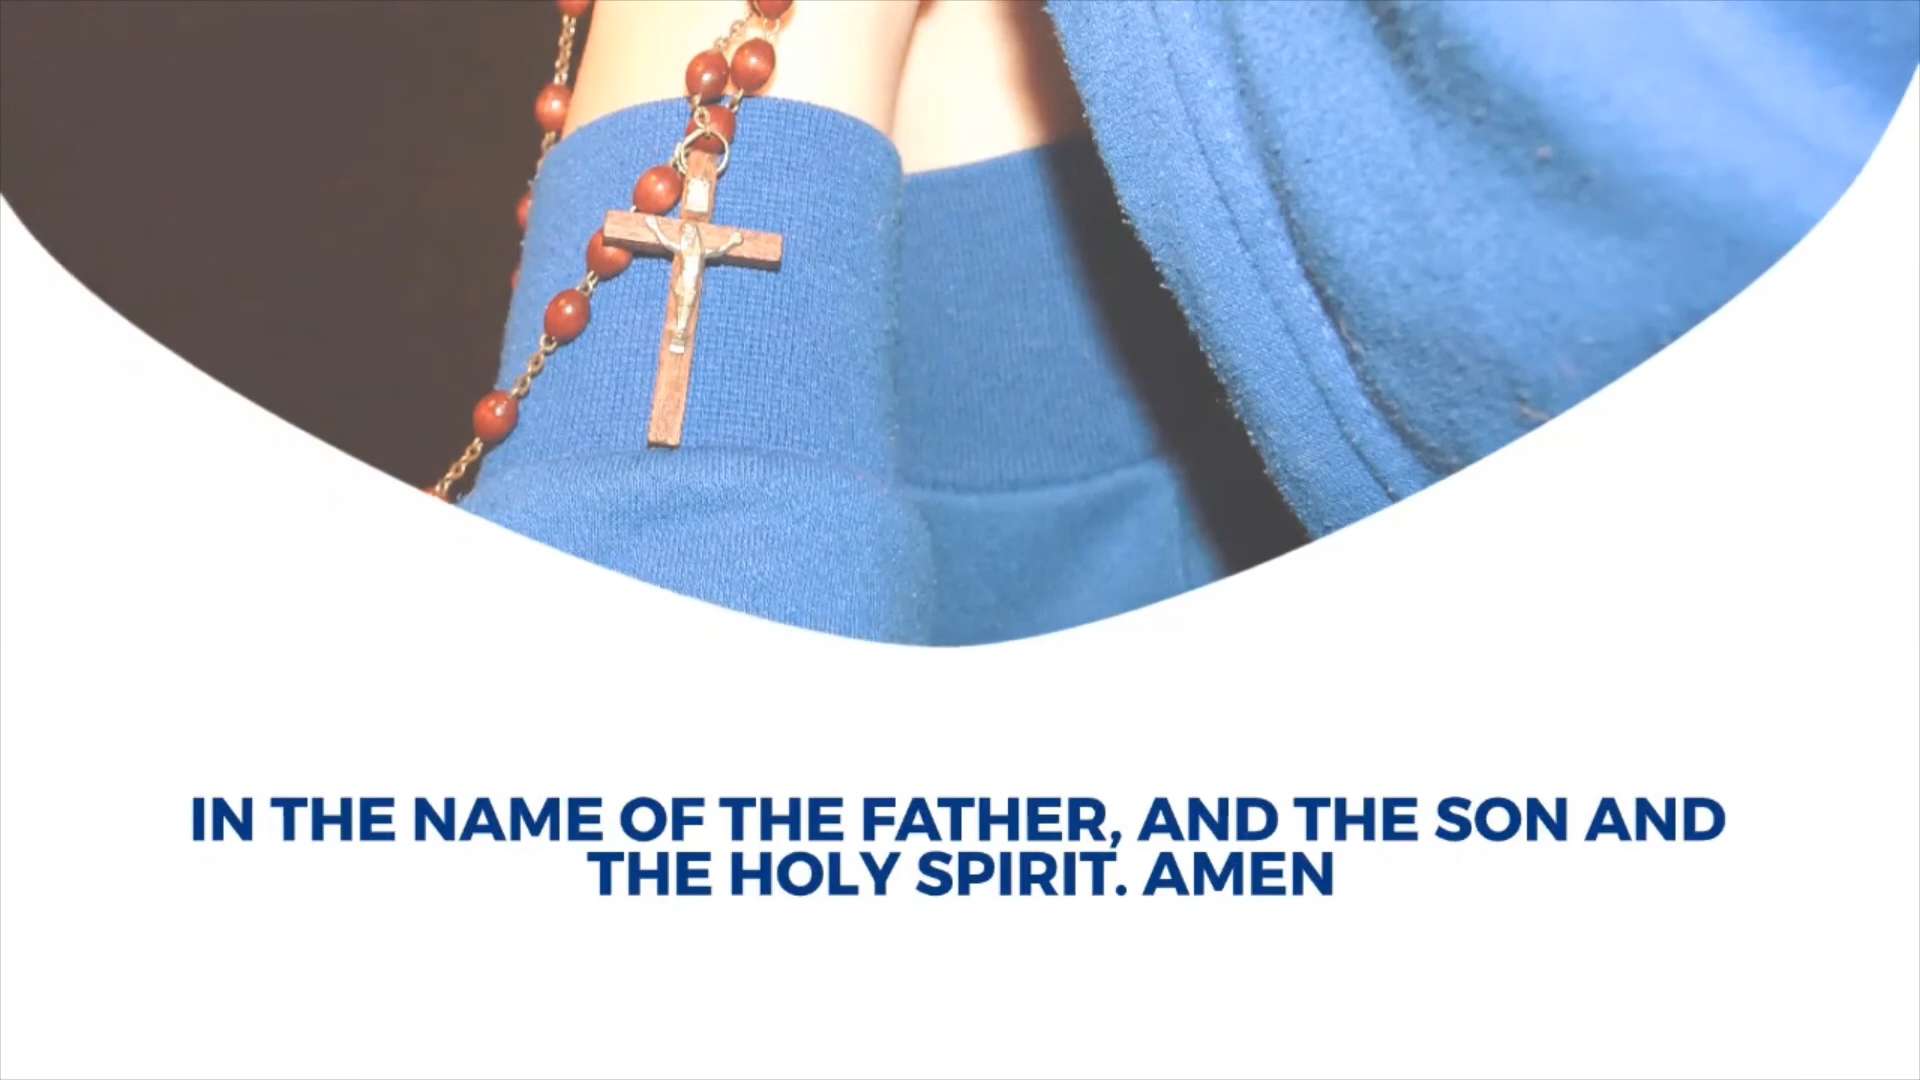 IN THE NAME OF THE FATHER, AND THE SON AND
THE HOLY SPIRIT. AMEN